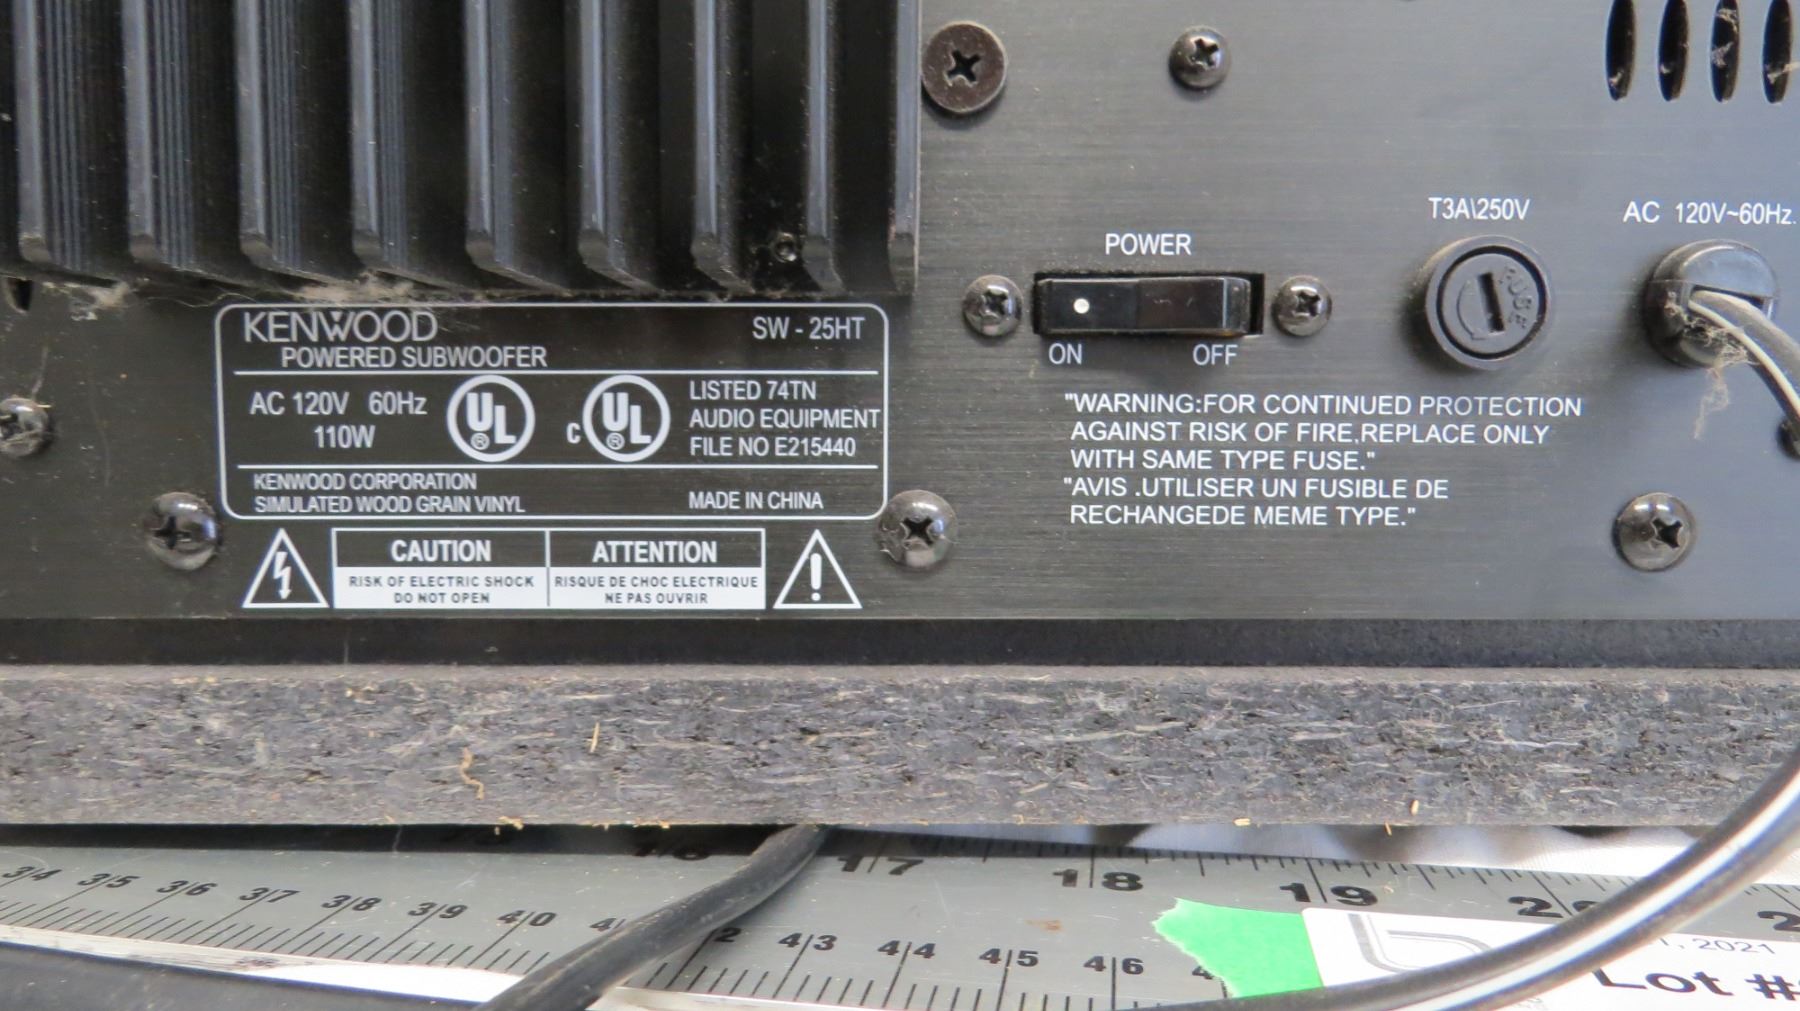 T3A\250V
AC 120V~60Hz.
POWER
ON OFF
FUSE
KENWOOD SW - 25HT
POWERED SUBWOOFER
AC 120V 60Hz
110W
UL
®
C UL
®
LISTED 74TN
AUDIO EQUIPMENT
FILE NO E215440
KENWOOD CORPORATION
SIMULATED WOOD GRAIN VINYL
MADE IN CHINA
"WARNING:FOR CONTINUED PROTECTION
AGAINST RISK OF FIRE,REPLACE ONLY
WITH SAME TYPE FUSE."
"AVIS .UTILISER UN FUSIBLE DE
RECHANGEDE MEME TYPE."
CAUTION
RISK OF ELECTRIC SHOCK
DO NOT OPEN
ATTENTION
RISQUE DE CHOC ELECTRIQUE
NE PAS OUVRIR
!
16 17 18 19
34 35 36 37 38 39 40 43 44 45 46
2021
Lot #